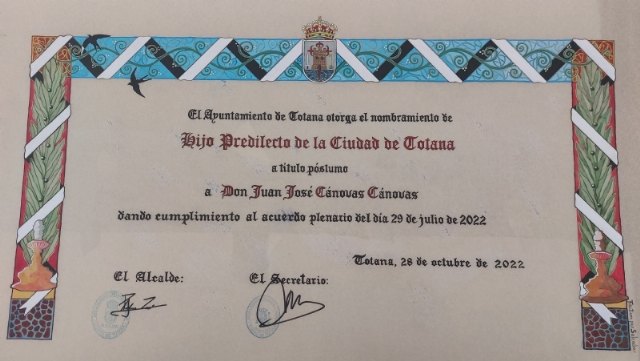 El Ayuntamiento de Totana otorga el nombramiento de
Hijo Predilecto de la Ciudad de Totana
a título póstumo
a Don Juan José Cánovas Cánovas
dando cumplimiento al acuerdo plenario del día 29 de julio de 2022
Totana, 28 de octubre de 2022
El Alcalde: El Secretario: